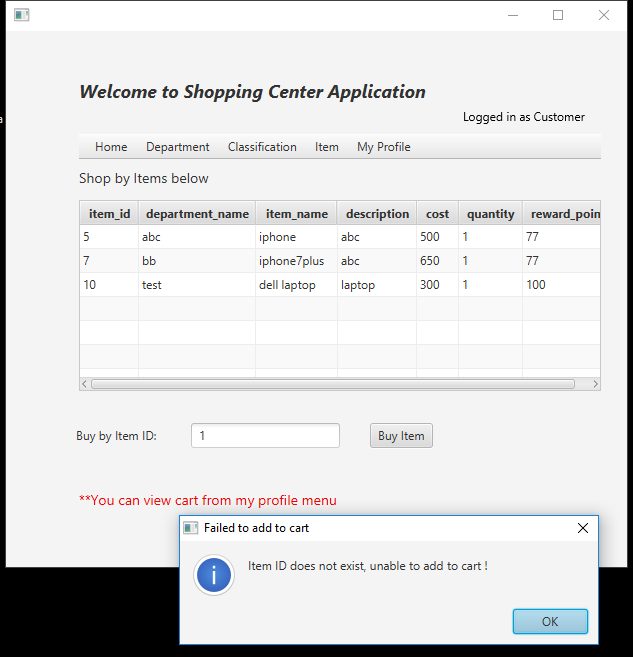 Welcome to Shopping Center Application
Logged in as Customer
Home Department Classification Item My Profile
Shop by Items below
item_id department_name item_name description cost quantity reward_poin
5 abc iphone abc 500 1 77
7 bb iphone7plus abc 650 1 77
10 test dell laptop laptop 300 1 100
Buy by Item ID: 1 Buy Item
**You can view cart from my profile menu
Failed to add to cart
Item ID does not exist, unable to add to cart !
OK